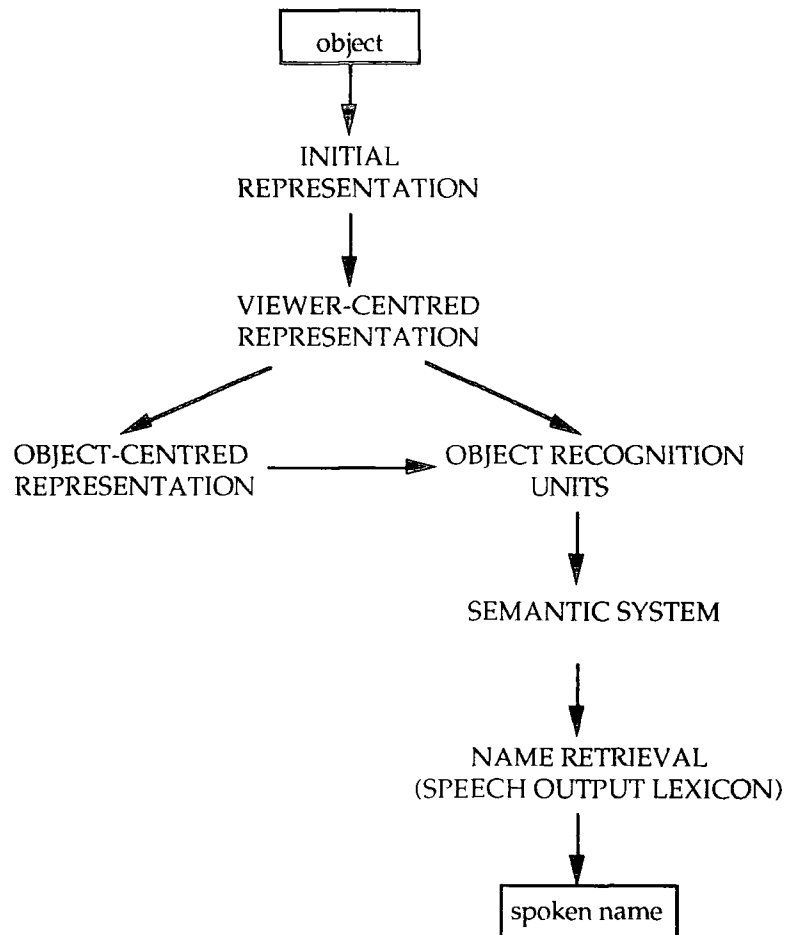 object
INITIAL
REPRESENTATION
VIEWER-CENTRED
REPRESENTATION
OBJECT-CENTRED
REPRESENTATION
OBJECT RECOGNITION
UNITS
SEMANTIC SYSTEM
NAME RETRIEVAL
(SPEECH OUTPUT LEXICON)
spoken name